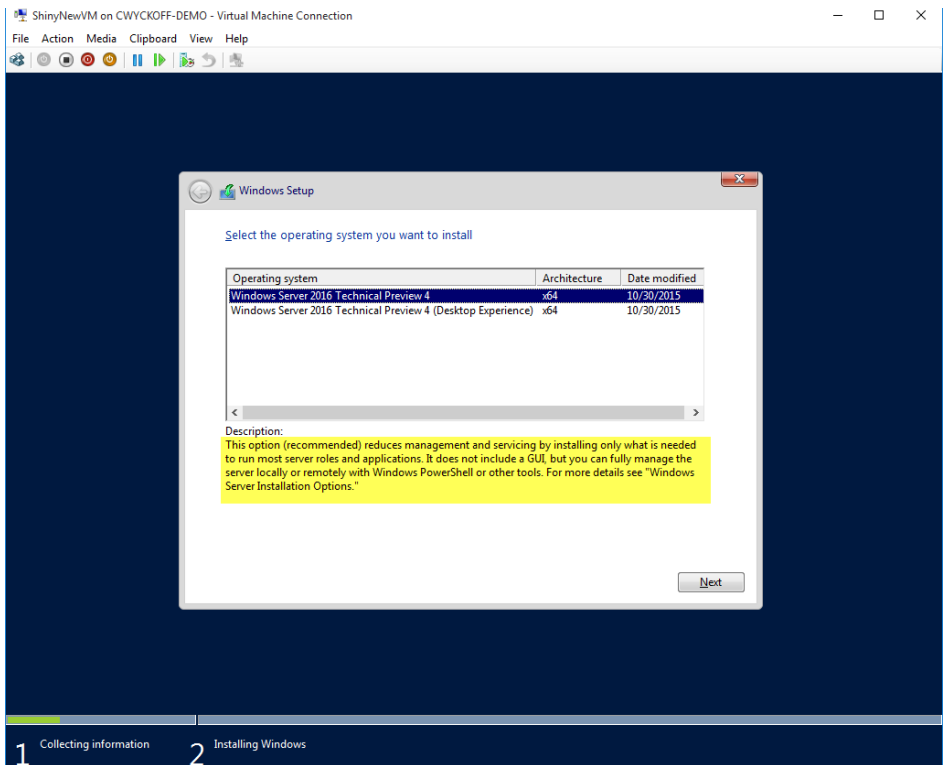 ShinyNewVM on CWYCKOFF-DEMO - Virtual Machine Connection
File Action Media Clipboard View Help
Windows Setup
Select the operating system you want to install
Operating system Architecture Date modified
Windows Server 2016 Technical Preview 4 x64 10/30/2015
Windows Server 2016 Technical Preview 4 (Desktop Experience) x64 10/30/2015
Description:
This option (recommended) reduces management and servicing by installing only what is needed
to run most server roles and applications. It does not include a GUI, but you can fully manage the
server locally or remotely with Windows PowerShell or other tools. For more details see "Windows
Server Installation Options."
Next
1 Collecting information 2 Installing Windows